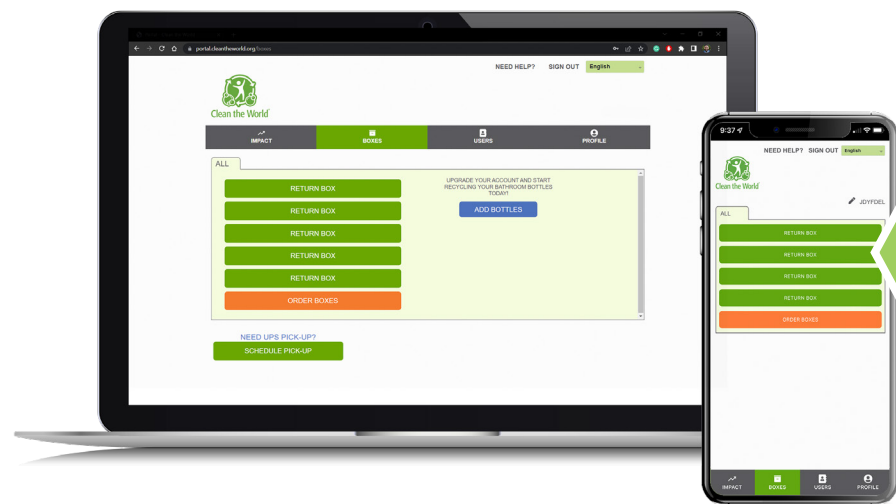 portal.cleantheworld.org/boxes
NEED HELP? SIGN OUT English
Clean the World
IMPACT BOXES USERS PROFILE
ALL
RETURN BOX
RETURN BOX
RETURN BOX
RETURN BOX
RETURN BOX
ORDER BOXES
UPGRADE YOUR ACCOUNT AND START
RECYCLING YOUR BATHROOM BOTTLES
TODAY!
ADD BOTTLES
NEED UPS PICK-UP?
SCHEDULE PICK-UP
9:37
NEED HELP? SIGN OUT English
Clean the World
JDYFDEL
ALL
RETURN BOX
RETURN BOX
RETURN BOX
RETURN BOX
ORDER BOXES
IMPACT BOXES USERS PROFILE